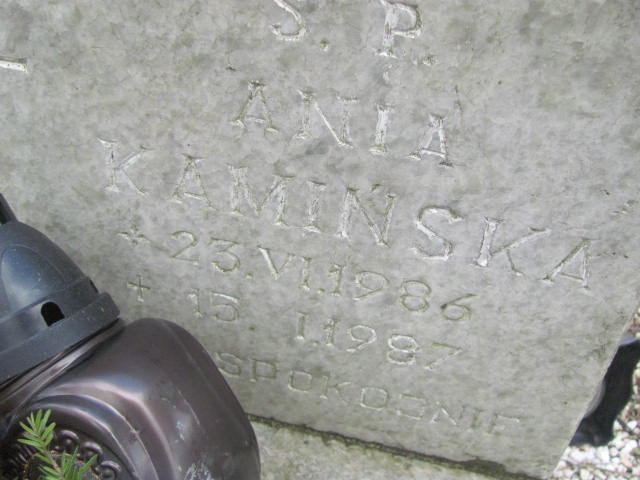 S. P.
ANIA
KAMIŃSKA
* 23.VI.1986
+ 15. I.1987
SPOKOJNIE